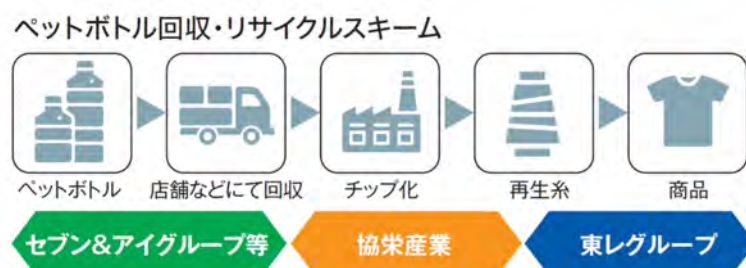 ペットボトル回収・リサイクルスキーム
ペットボトル
店舗などにて回収
チップ化
再生糸
商品
セブン&アイグループ等
協栄産業
東レグループ